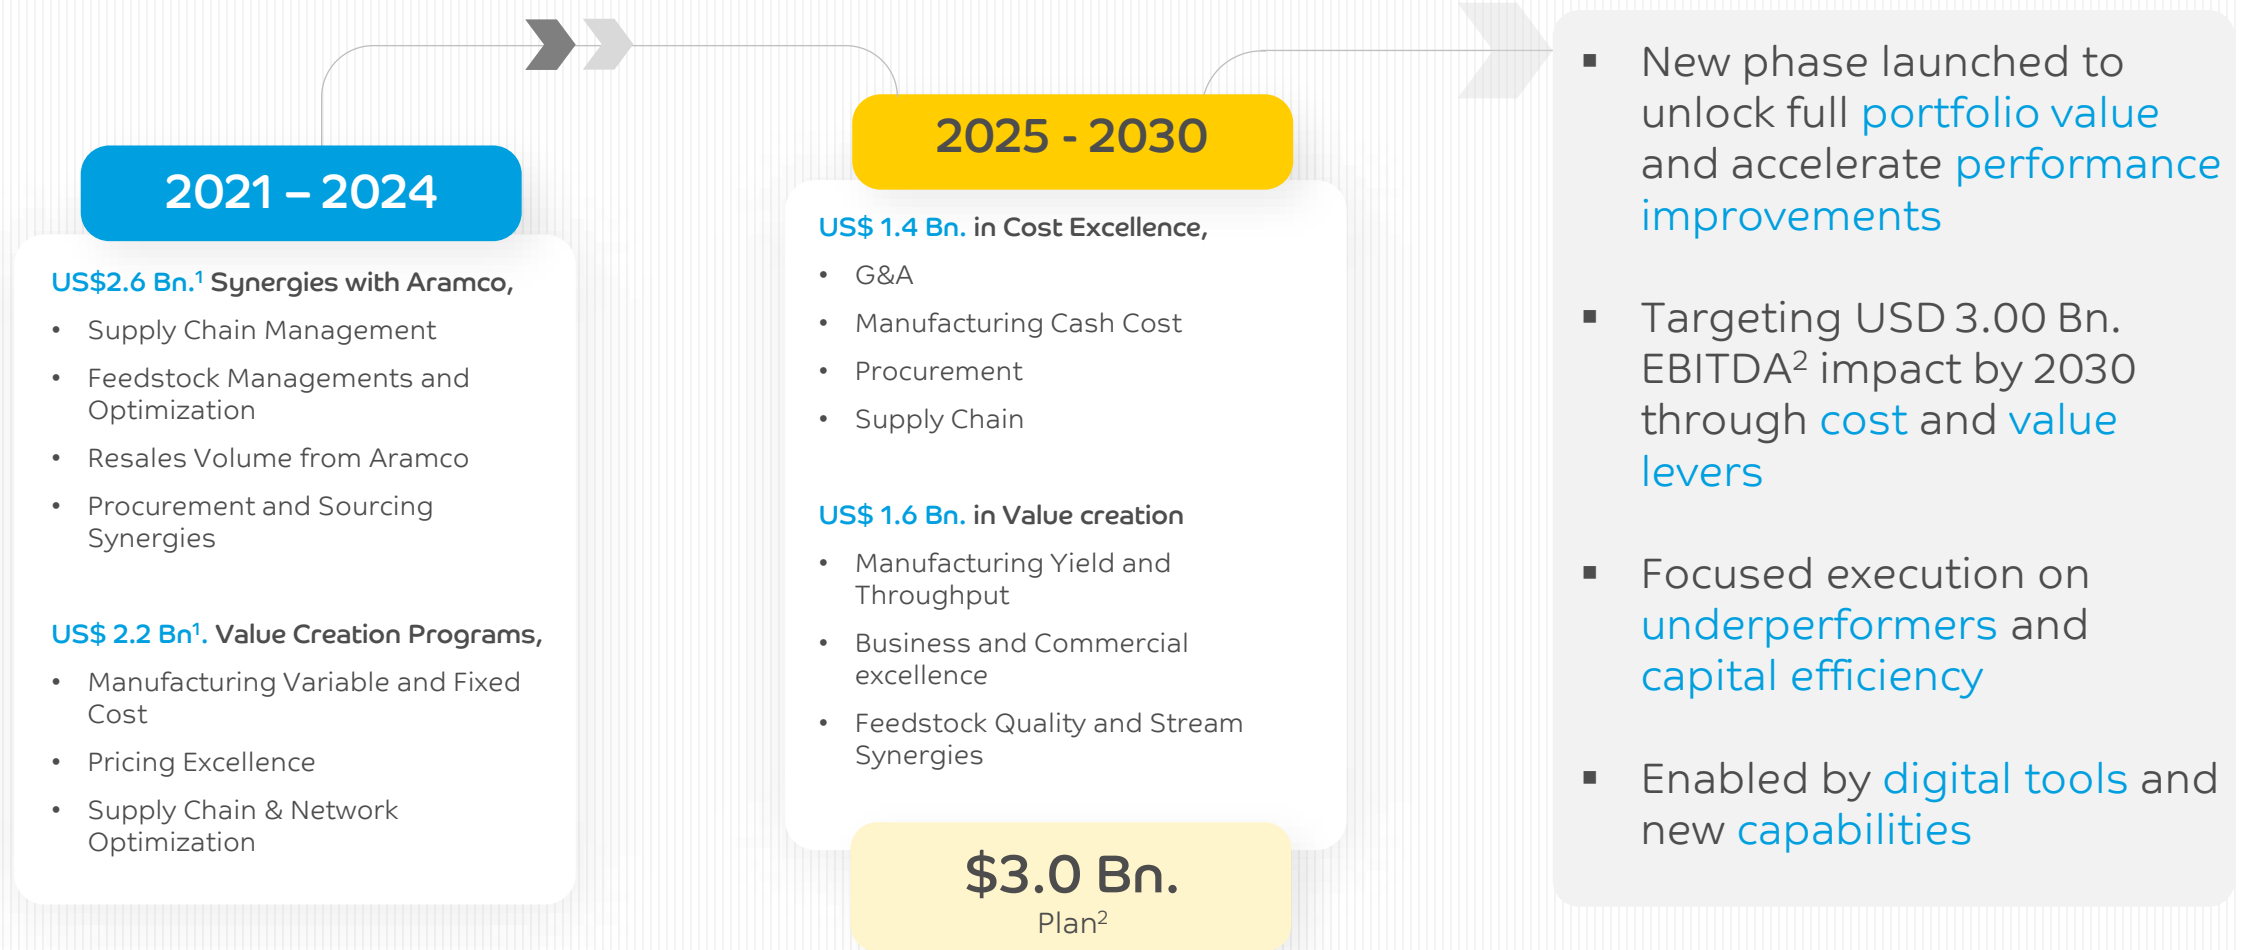 2021 – 2024
US$2.6 Bn.¹ Synergies with Aramco,
• Supply Chain Management
• Feedstock Managements and
Optimization
• Resales Volume from Aramco
• Procurement and Sourcing
Synergies
US$ 2.2 Bn¹. Value Creation Programs,
• Manufacturing Variable and Fixed
Cost
• Pricing Excellence
• Supply Chain & Network
Optimization
2025 - 2030
US$ 1.4 Bn. in Cost Excellence,
• G&A
• Manufacturing Cash Cost
• Procurement
• Supply Chain
US$ 1.6 Bn. in Value creation
• Manufacturing Yield and
Throughput
• Business and Commercial
excellence
• Feedstock Quality and Stream
Synergies
$3.0 Bn.
Plan²
▪ New phase launched to
unlock full portfolio value
and accelerate performance
improvements
▪ Targeting USD 3.00 Bn.
EBITDA² impact by 2030
through cost and value
levers
▪ Focused execution on
underperformers and
capital efficiency
▪ Enabled by digital tools and
new capabilities